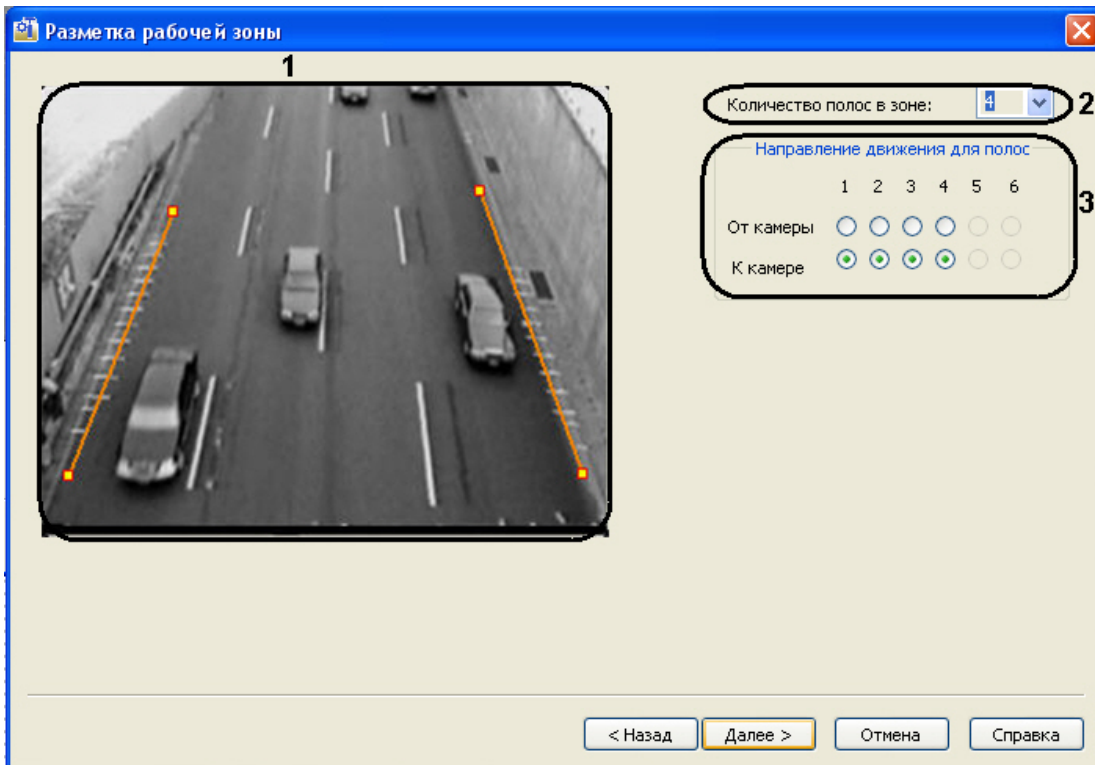 Разметка рабочей зоны
1
Количество полос в зоне: 4
2
Направление движения для полос
1 2 3 4 5 6
3
От камеры
К камере
< Назад
Далее >
Отмена
Справка